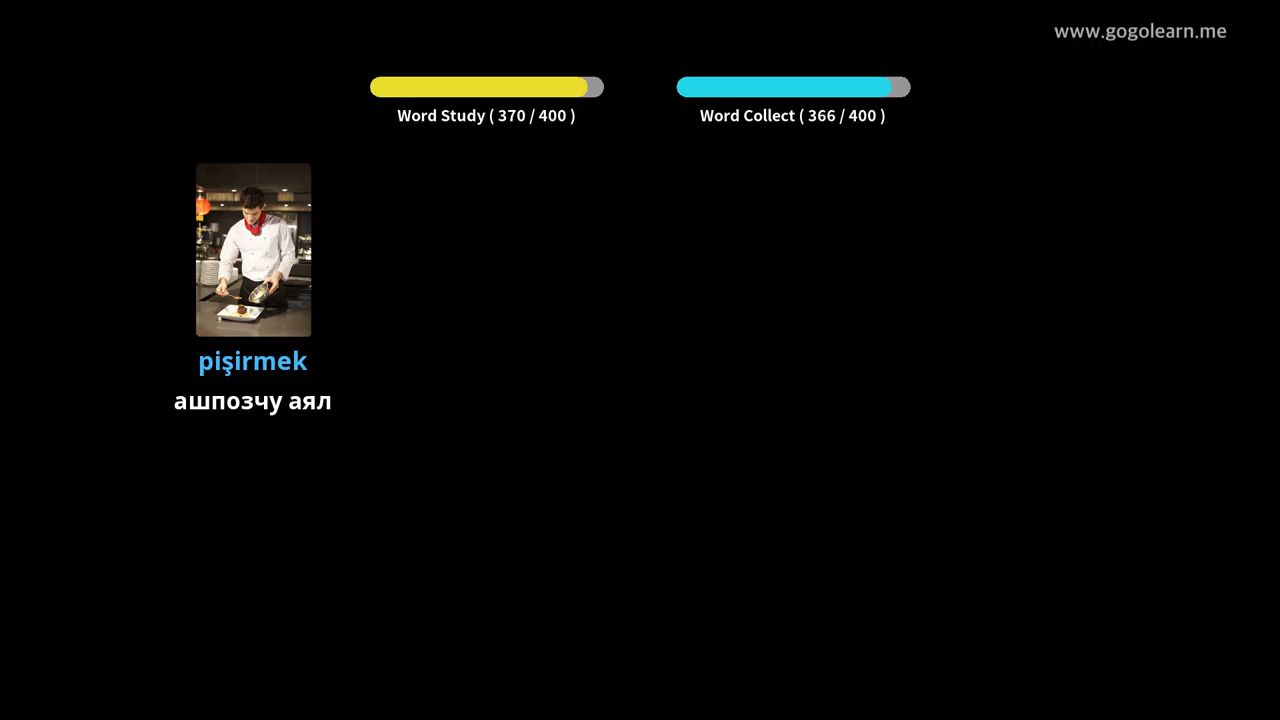 www.gogolearn.me
Word Study ( 370 / 400 )
Word Collect ( 366 / 400 )
pişirmek
ашпозчу аял